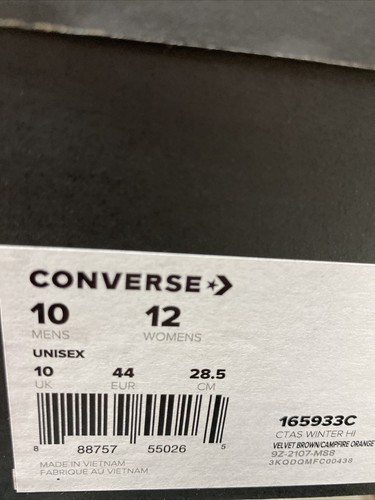 CONVERSE
10 12
MENS WOMENS
UNISEX
10 44 28.5
UK EUR CM
8 88757 55026 5
MADE IN VIETNAM
FABRIQUE AU VIETNAM
165933C
CTAS WINTER HI
VELVET BROWN/CAMPFIRE ORANGE
9Z-2107-M88
3KQDQMFC00438